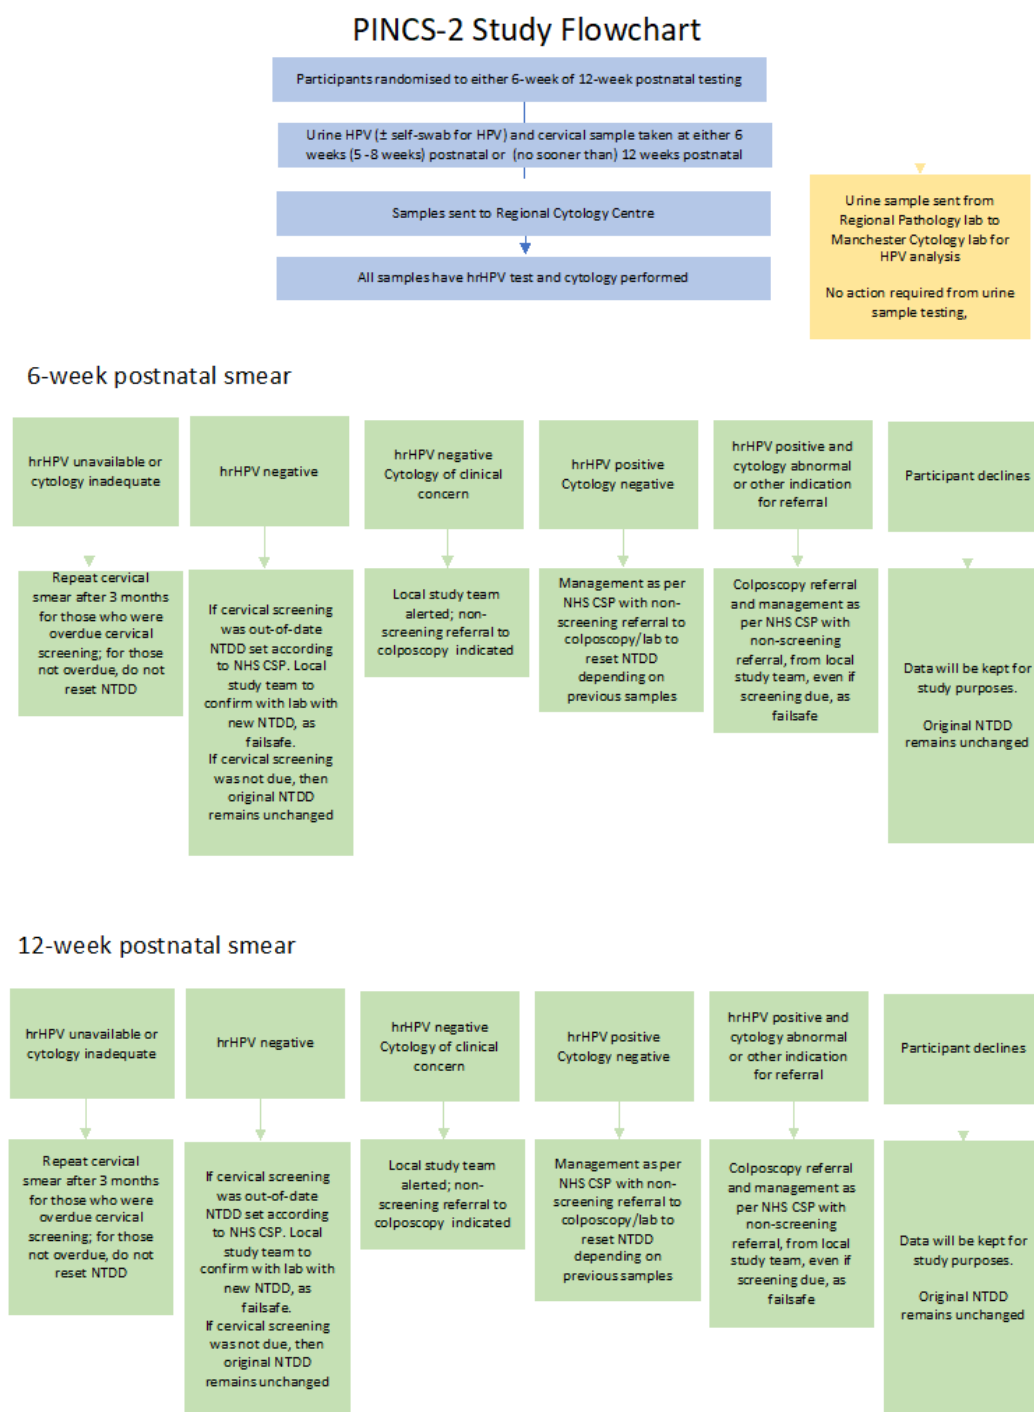 PINCS-2 Study Flowchart
Participants randomised to either 6-week of 12-week postnatal testing
Urine HPV (± self-swab for HPV) and cervical sample taken at either 6
weeks (5 -8 weeks) postnatal or (no sooner than) 12 weeks postnatal
Samples sent to Regional Cytology Centre
All samples have hrHPV test and cytology performed
Urine sample sent from
Regional Pathology lab to
Manchester Cytology lab for
HPV analysis
No action required from urine
sample testing,
6-week postnatal smear
hrHPV unavailable or
cytology inadequate
hrHPV negative
hrHPV negative
Cytology of clinical
concern
hrHPV positive
Cytology negative
hrHPV positive and
cytology abnormal
or other indication
for referral
Participant declines
Repeat cervical
smear after 3 months
for those who were
overdue cervical
screening; for those
not overdue, do not
reset NTDD
If cervical screening
was out-of-date
NTDD set according
to NHS CSP. Local
study team to
confirm with lab with
new NTDD, as
failsafe.
If cervical screening
was not due, then
original NTDD
remains unchanged
Local study team
alerted; non-
screening referral to
colposcopy indicated
Management as per
NHS CSP with non-
screening referral to
colposcopy/lab to
reset NTDD
depending on
previous samples
Colposcopy referral
and management as
per NHS CSP with
non-screening
referral, from local
study team, even if
screening due, as
failsafe
Data will be kept for
study purposes.
Original NTDD
remains unchanged
12-week postnatal smear
hrHPV unavailable or
cytology inadequate
hrHPV negative
hrHPV negative
Cytology of clinical
concern
hrHPV positive
Cytology negative
hrHPV positive and
cytology abnormal
or other indication
for referral
Participant declines
Repeat cervical
smear after 3 months
for those who were
overdue cervical
screening; for those
not overdue, do not
reset NTDD
If cervical screening
was out-of-date
NTDD set according
to NHS CSP. Local
study team to
confirm with lab with
new NTDD, as
failsafe.
If cervical screening
was not due, then
original NTDD
remains unchanged
Local study team
alerted; non-
screening referral to
colposcopy indicated
Management as per
NHS CSP with non-
screening referral to
colposcopy/lab to
reset NTDD
depending on
previous samples
Colposcopy referral
and management as
per NHS CSP with
non-screening
referral, from local
study team, even if
screening due, as
failsafe
Data will be kept for
study purposes.
Original NTDD
remains unchanged